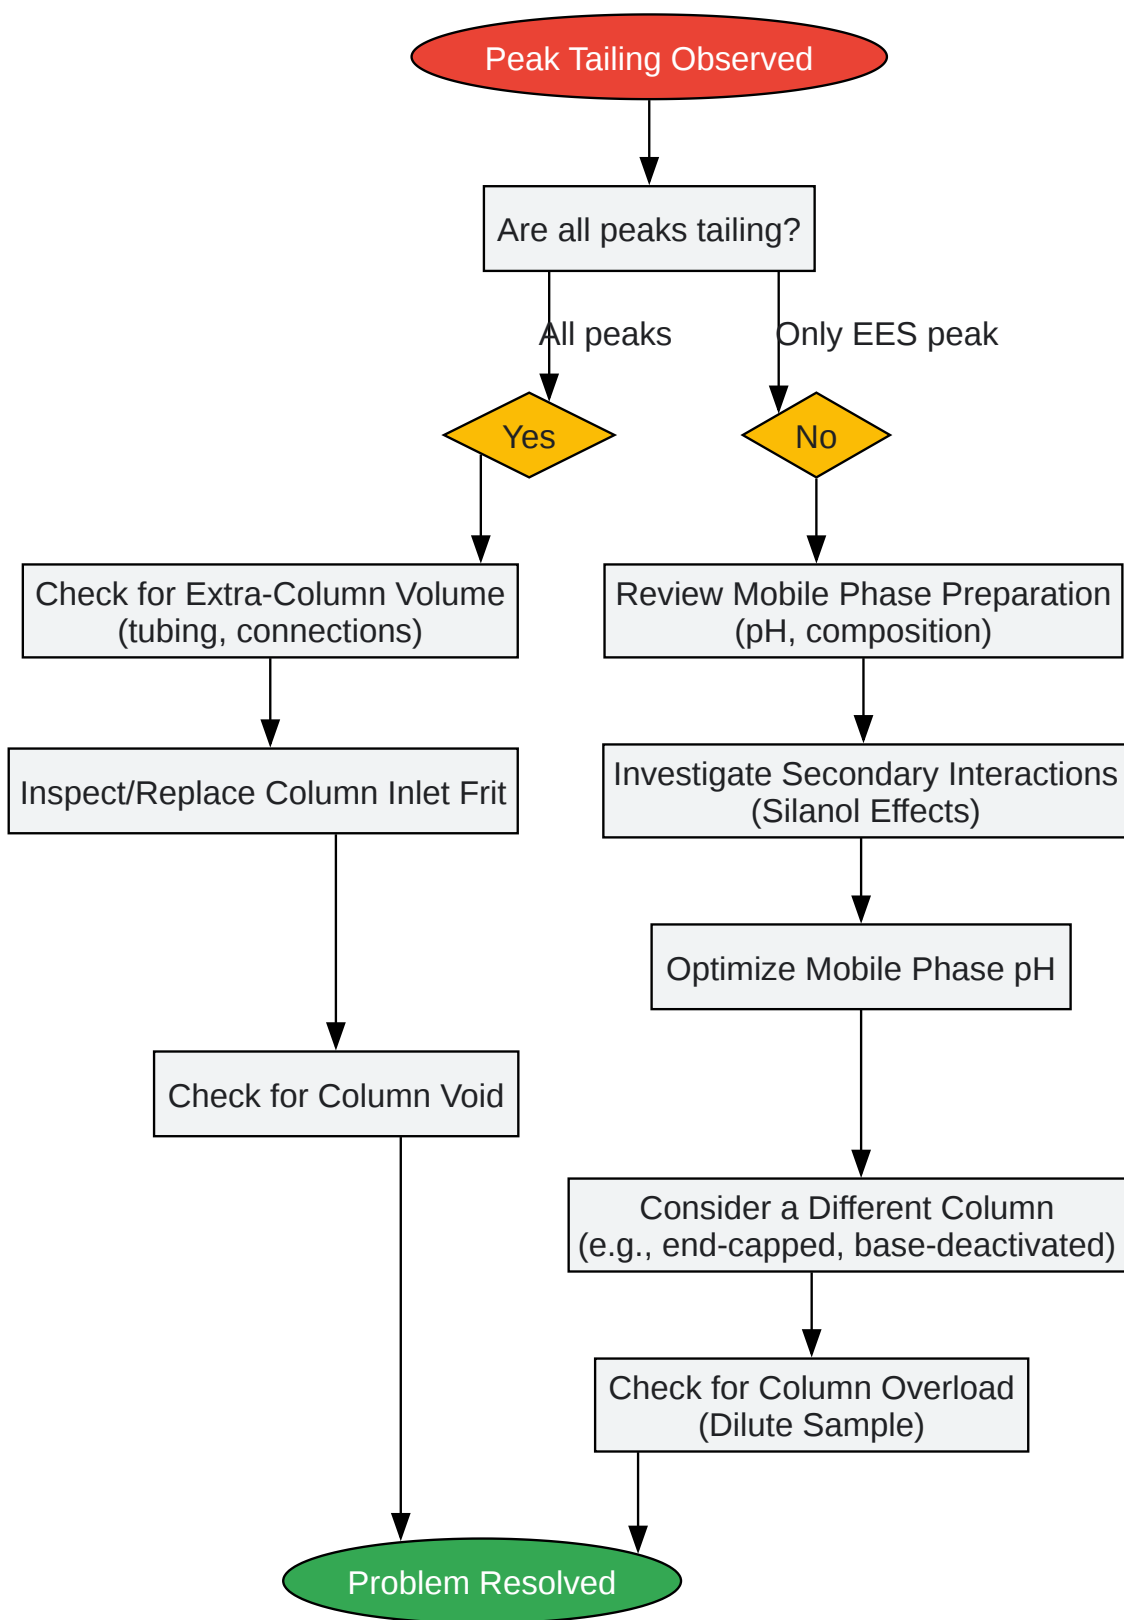 Peak Tailing Observed
Are all peaks tailing?
All peaks
Only EES peak
Yes
No
Check for Extra-Column Volume
(tubing, connections)
Review Mobile Phase Preparation
(pH, composition)
Inspect/Replace Column Inlet Frit
Investigate Secondary Interactions
(Silanol Effects)
Optimize Mobile Phase pH
Check for Column Void
Consider a Different Column
(e.g., end-capped, base-deactivated)
Check for Column Overload
(Dilute Sample)
Problem Resolved